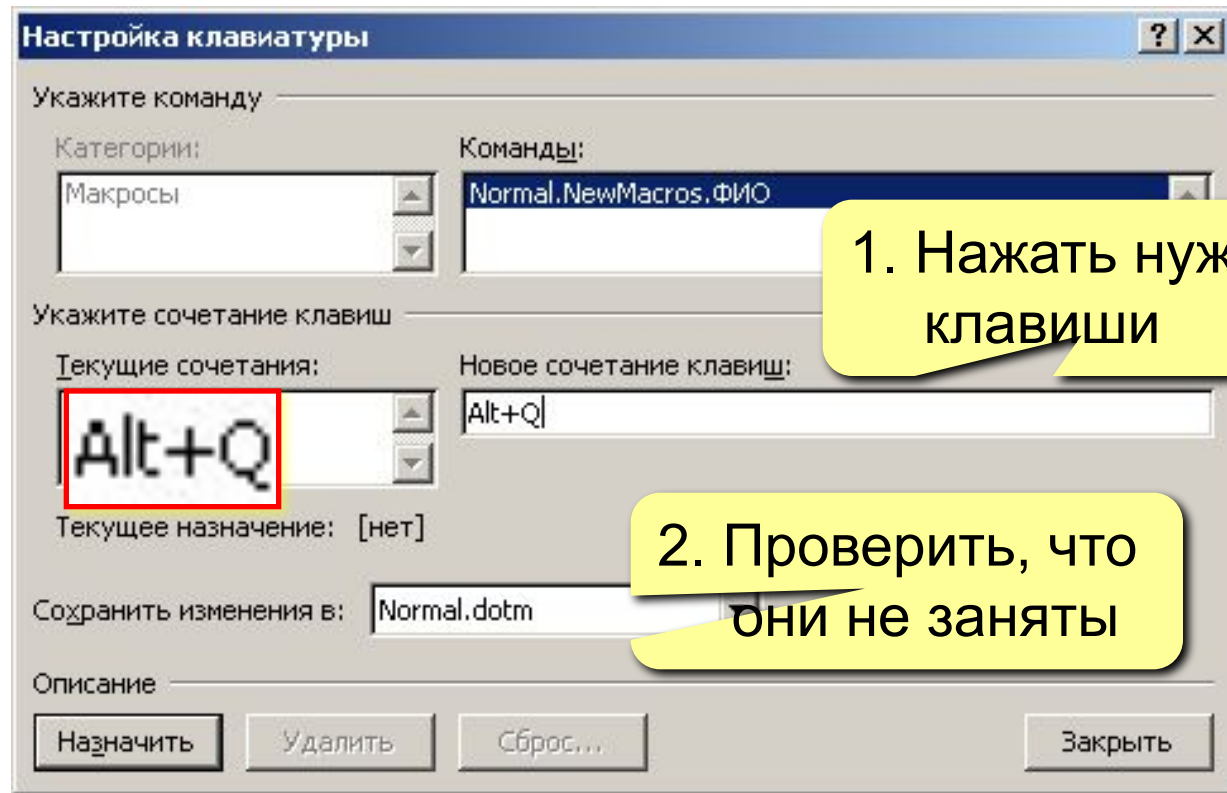 Настройка клавиатуры
Укажите команду
Категории:
Команды:
Макросы
Normal.NewMacros.ФИО
1. Нажать
клавиши
Укажите сочетание клавиш
Текущие сочетания:
Новое сочетание клавиш:
Alt+Q
Alt+Q
Текущее назначение: [нет]
2. Проверить, что
они не заняты
Сохранить изменения в:
Normal.dotm
Описание
Назначить
Удалить
Сброс...
Закрыть